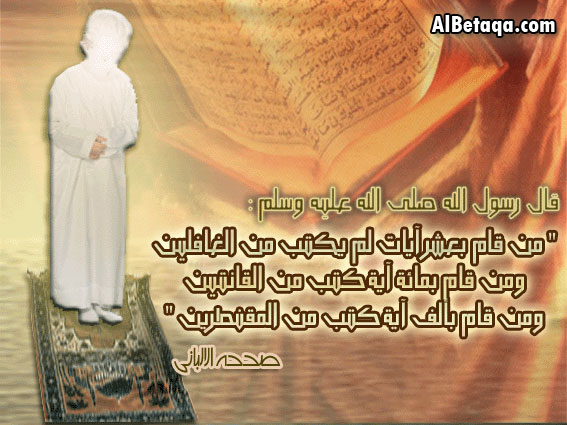 AlBetaqa.com
قال رسول الله صلى الله عليه وسلم :
" من قام بعشر آيات لم يكتب من الغافلين
ومن قام بمائة آية كتب من القانتين
ومن قام بألف آية كتب من المقنطرين "
صححه الألباني